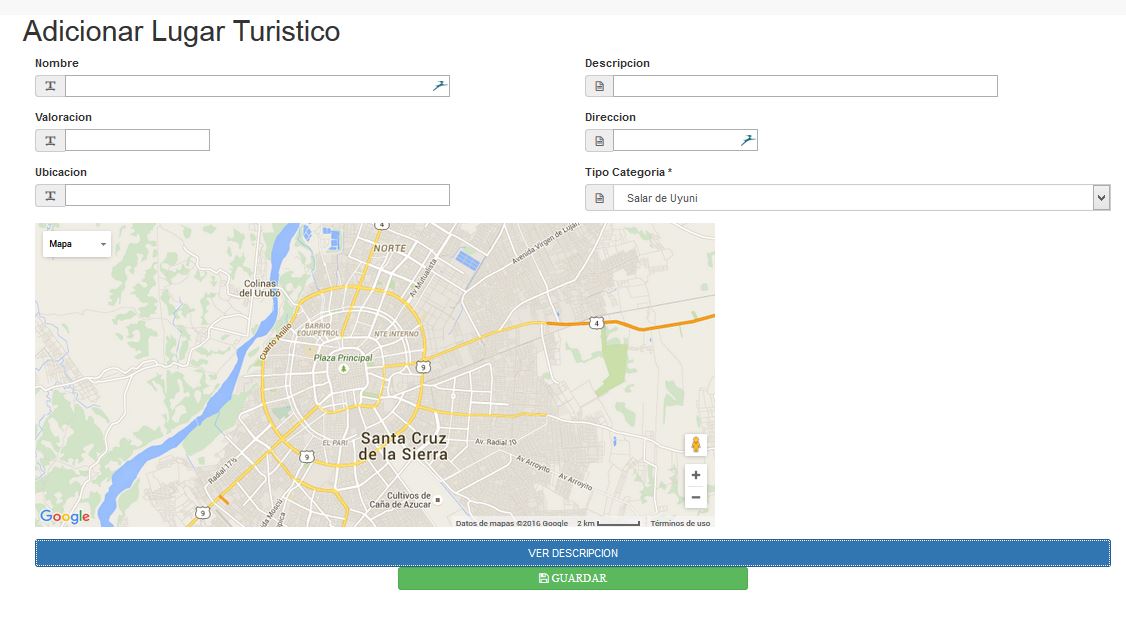 Adicionar Lugar Turistico
Nombre
Descripcion
Valoracion
Direccion
Ubicacion
Tipo Categoria *
Salar de Uyuni
Mapa
4
NORTE
Avenida Virgen de Lujan
Av Mutualista
Colinas
del Urubó
4
Cuarto Anillo
BARRIO
EQUIPETROL
NTE INTERNO
Plaza Principal
9
Santa Cruz
de la Sierra
EL PARI
Av. Radial 10
9
Radial 17½
Av Arroyito
Av Arroyito
Cultivos de
Caña de Azucar
9
Google
Datos de mapas ©2016 Google
2 km
Términos de uso
+
−
VER DESCRIPCION
GUARDAR